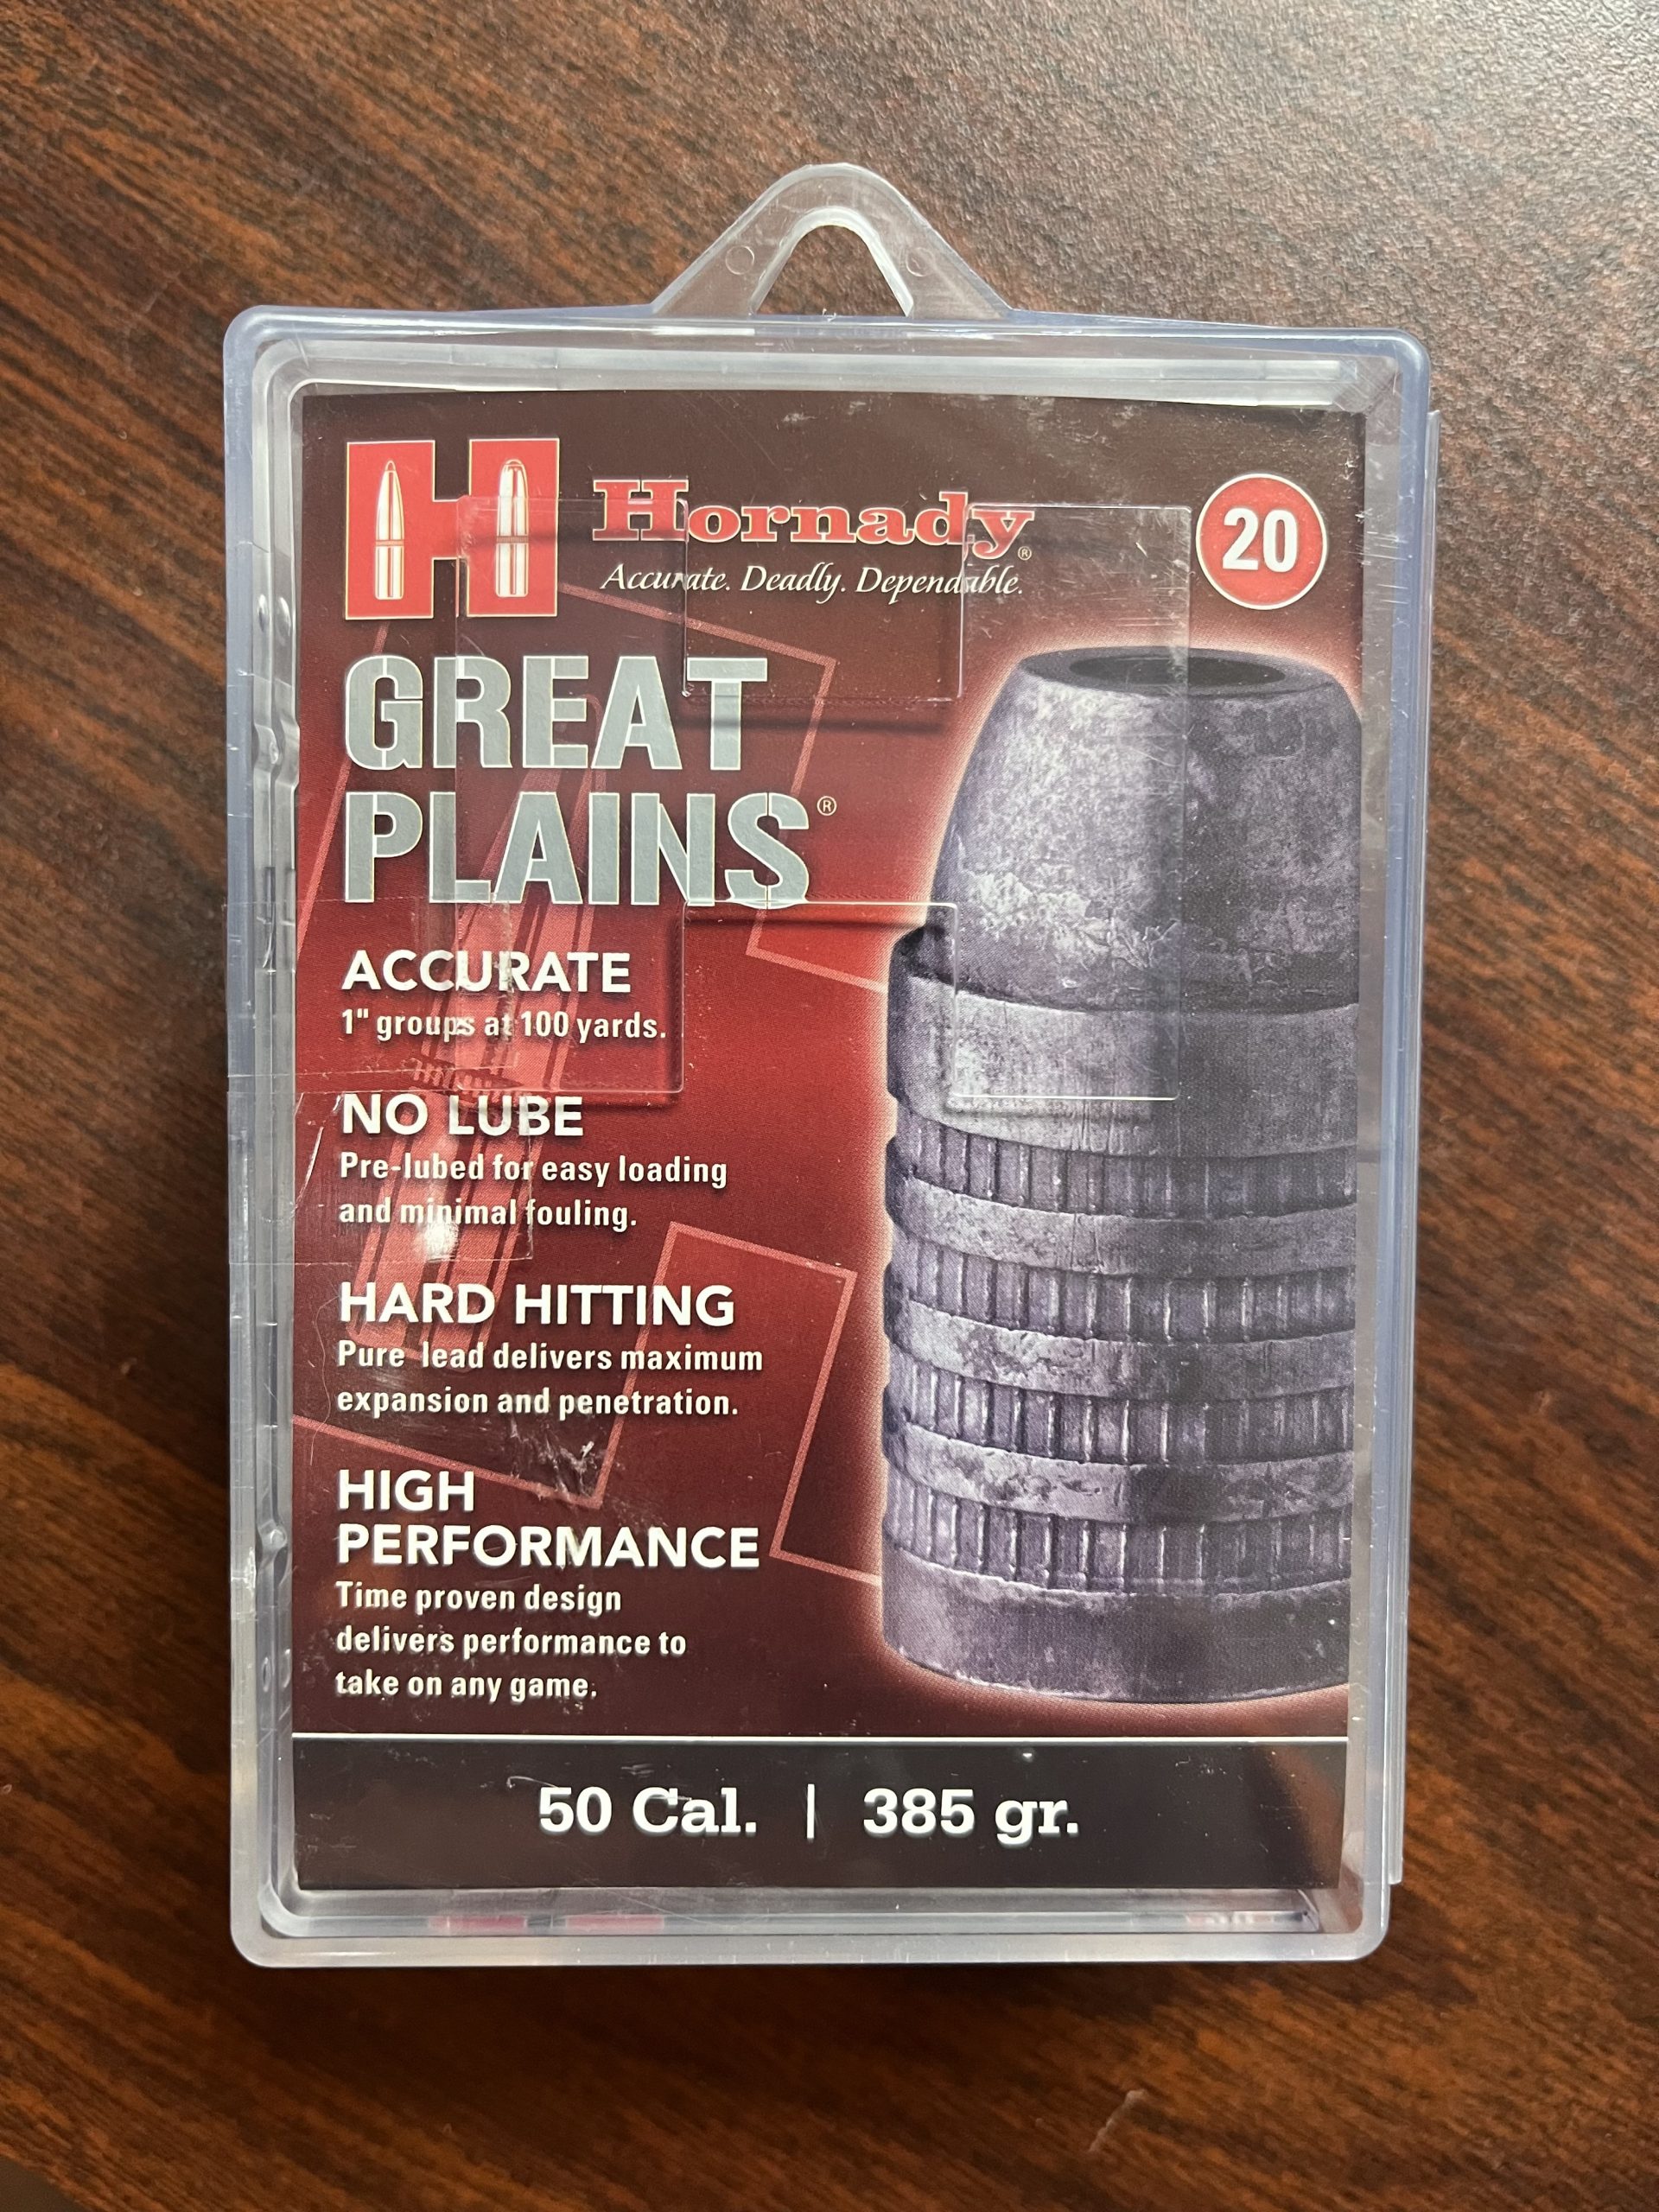 Hornady®
Accurate. Deadly. Dependable.
20
GREAT
PLAINS®
ACCURATE
1" groups at 100 yards.
NO LUBE
Pre-lubed for easy loading
and minimal fouling.
HARD HITTING
Pure lead delivers maximum
expansion and penetration.
HIGH
PERFORMANCE
Time proven design
delivers performance to
take on any game.
50 Cal. | 385 gr.